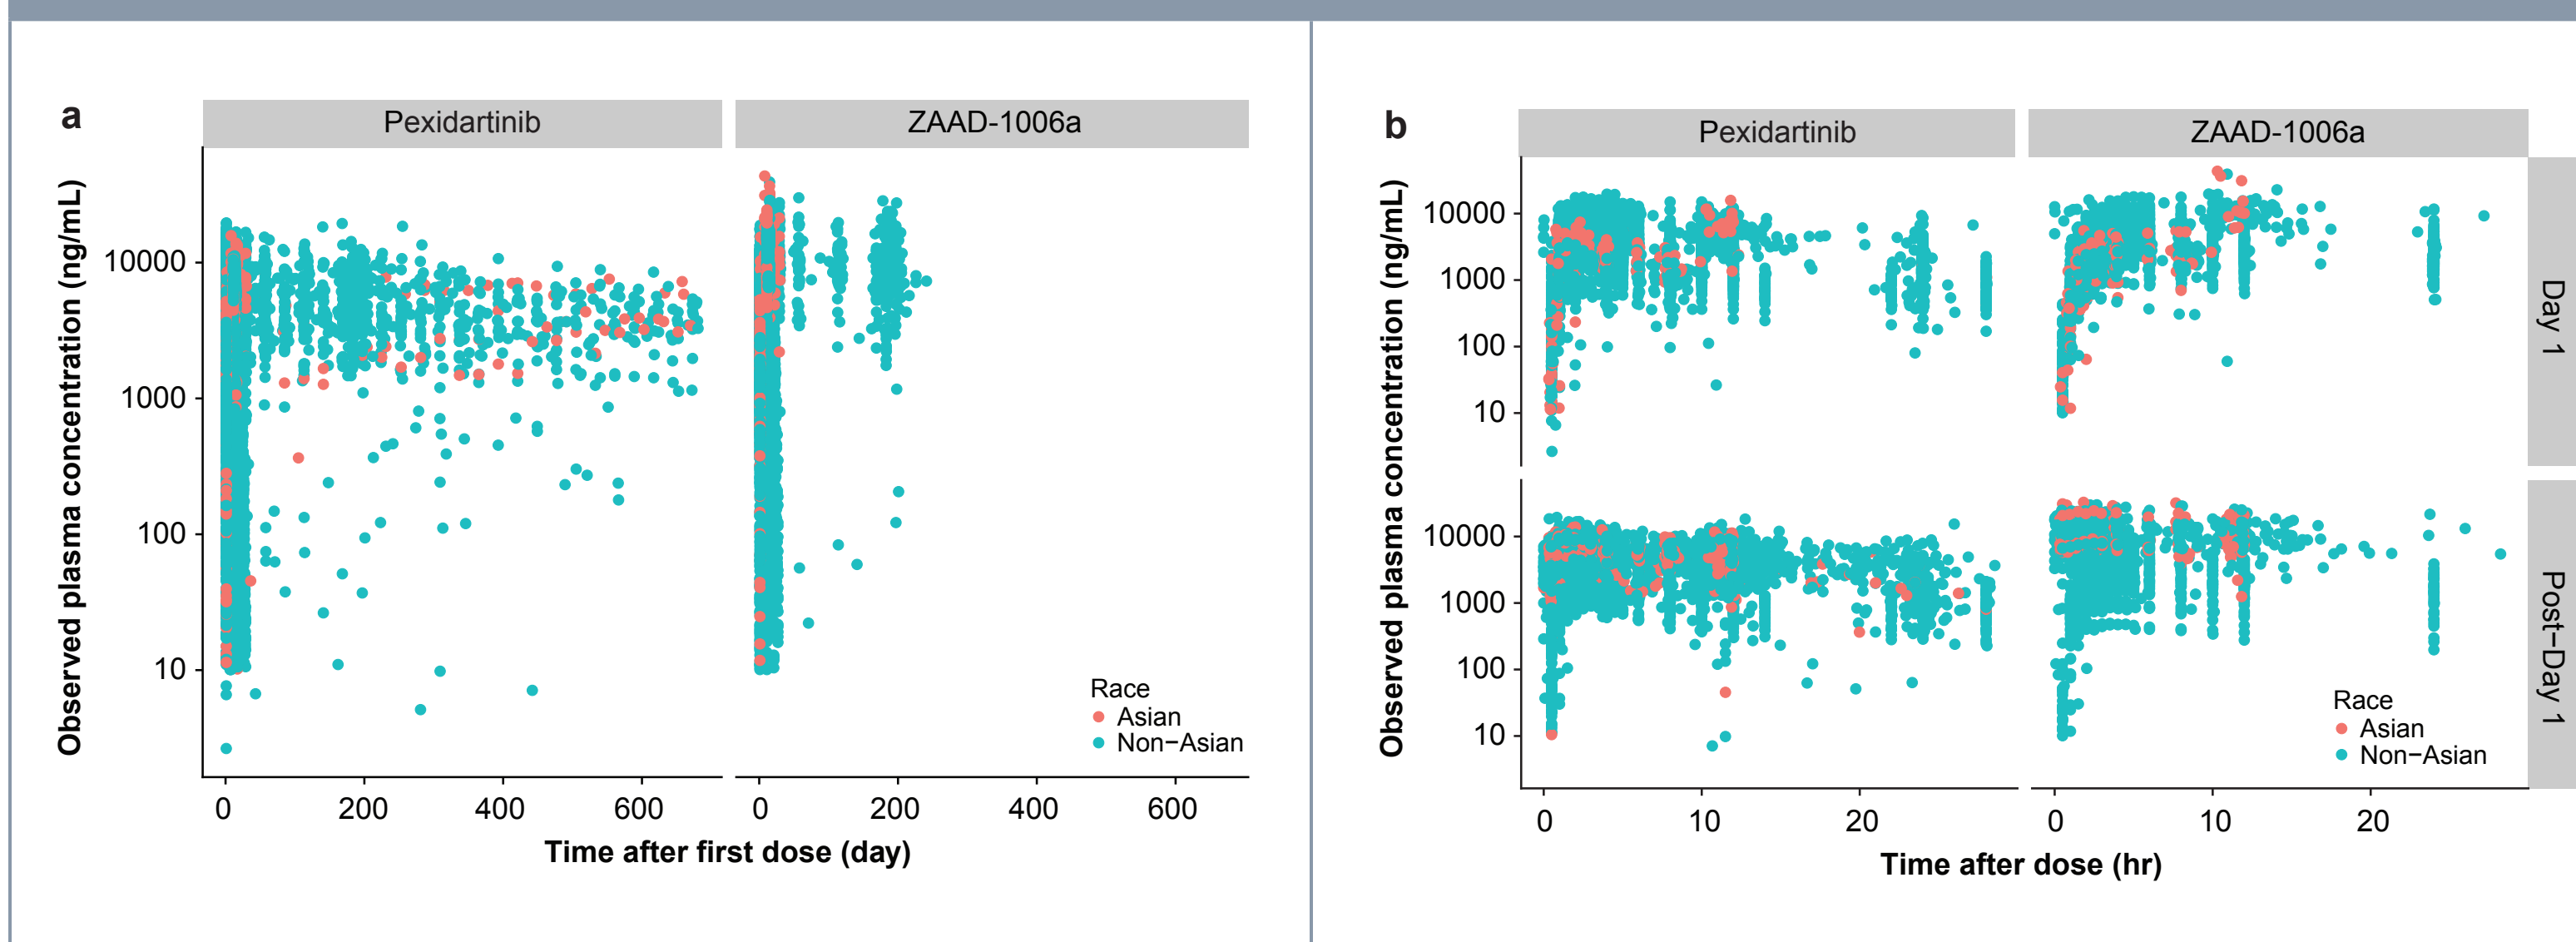 a
Pexidartinib
ZAAD-1006a
Observed plasma concentration (ng/mL)
10000
1000
100
10
Race
Asian
Non−Asian
0 200 400 600
0 200 400 600
Time after first dose (day)
b
Pexidartinib
ZAAD-1006a
Observed plasma concentration (ng/mL)
10000
1000
100
10
Day 1
10000
1000
100
10
Post−Day 1
Race
Asian
Non−Asian
0 10 20
0 10 20
Time after dose (hr)